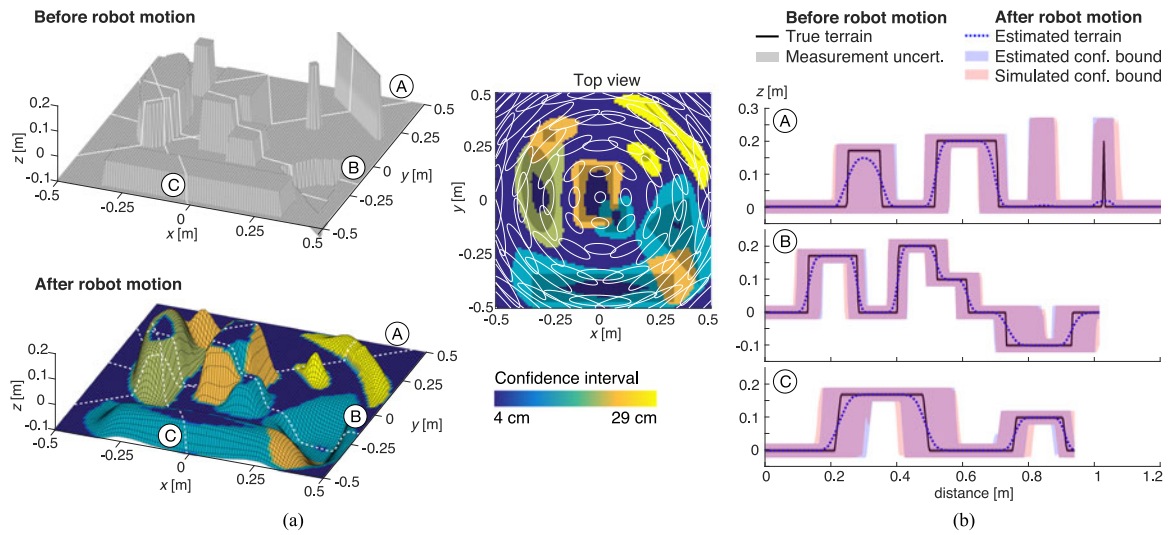 Before robot motion
A
B
C
z [m]
0.2
0.1
0
-0.1
-0.5
-0.25
0
0.25
0.5
x [m]
-0.5
-0.25
0
0.25
0.5
y [m]
After robot motion
A
B
C
z [m]
0.2
0.1
0
-0.1
-0.5
-0.25
0
0.25
0.5
x [m]
-0.5
-0.25
0
0.25
0.5
y [m]
Top view
y [m]
0.5
0.25
0
-0.25
-0.5
-0.5 -0.25 0 0.25 0.5
x [m]
Confidence interval
4 cm 29 cm
(a)
Before robot motion
True terrain
Measurement uncert.
After robot motion
Estimated terrain
Estimated conf. bound
Simulated conf. bound
z [m]
0.3
A
0.2
0.1
0
B
0.2
0.1
0
-0.1
C
0.2
0.1
0
0 0.2 0.4 0.6 0.8 1 1.2
distance [m]
(b)